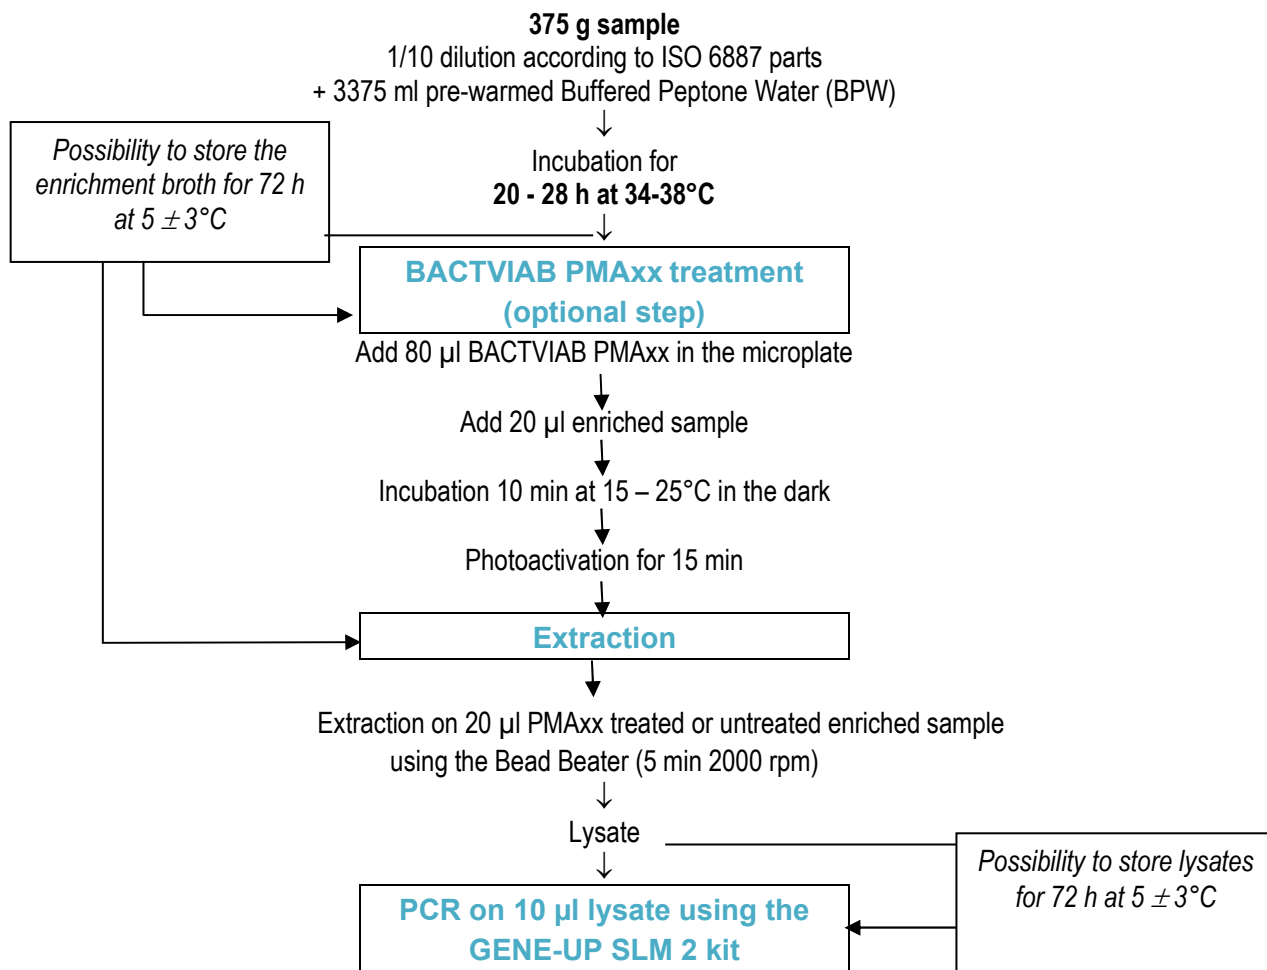 375 g sample
1/10 dilution according to ISO 6887 parts
+ 3375 ml pre-warmed Buffered Peptone Water (BPW)
↓
Possibility to store the
enrichment broth for 72 h
at 5 ± 3°C
Incubation for
20 - 28 h at 34-38°C
↓
BACTVIAB PMAxx treatment
(optional step)
Add 80 µl BACTVIAB PMAxx in the microplate
Add 20 µl enriched sample
Incubation 10 min at 15 – 25°C in the dark
Photoactivation for 15 min
Extraction
Extraction on 20 µl PMAxx treated or untreated enriched sample
using the Bead Beater (5 min 2000 rpm)
↓
Lysate
↓
Possibility to store lysates
for 72 h at 5 ± 3°C
PCR on 10 µl lysate using the
GENE-UP SLM 2 kit